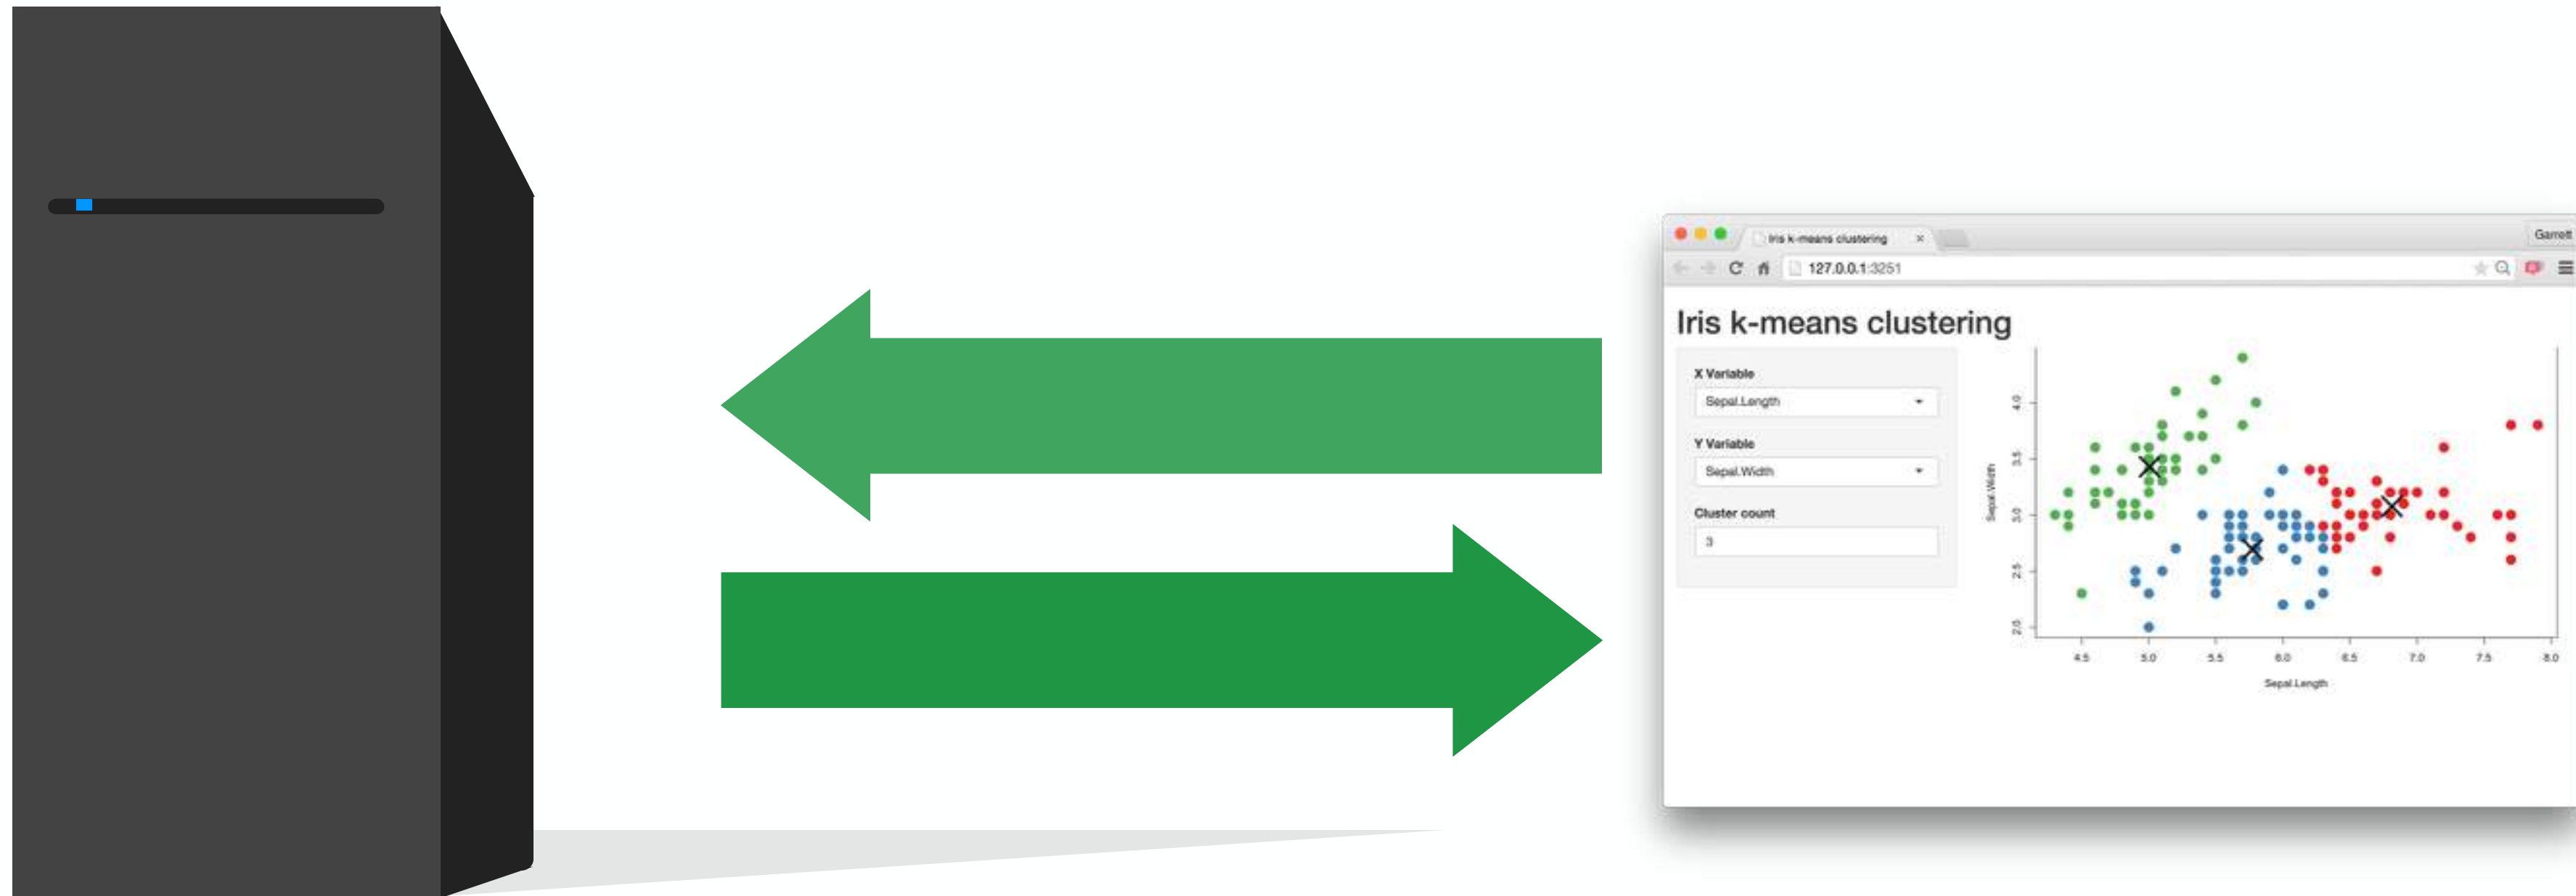 Iris k-means clustering
Garrett
127.0.0.1:3251
Iris k-means clustering
X Variable
Sepal.Length
Y Variable
Sepal.Width
Cluster count
3
Sepal.Width
4.0
3.5
3.0
2.5
2.0
4.5 5.0 5.5 6.0 6.5 7.0 7.5 8.0
Sepal.Length